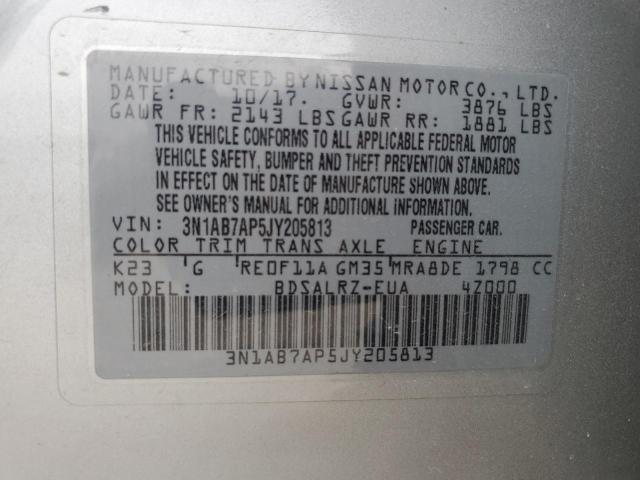 MANUFACTURED BY NISSAN MOTOR CO., LTD.
DATE: 10/17. GVWR: 3876 LBS
GAWR FR: 2143 LBS GAWR RR: 1881 LBS
THIS VEHICLE CONFORMS TO ALL APPLICABLE FEDERAL MOTOR
VEHICLE SAFETY, BUMPER AND THEFT PREVENTION STANDARDS
IN EFFECT ON THE DATE OF MANUFACTURE SHOWN ABOVE.
SEE OWNER'S MANUAL FOR ADDITIONAL INFORMATION.
VIN: 3N1AB7AP5JY205813 PASSENGER CAR.
COLOR TRIM TRANS AXLE ENGINE
K23 G RE0F11A GM35 MRA8DE 1798 CC
MODEL: BDSALRZ-EUA 4Z000
3N1AB7AP5JY205813